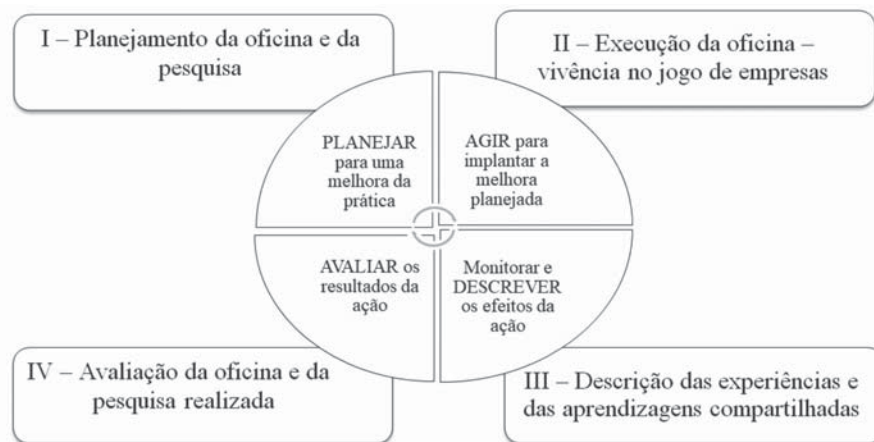 I – Planejamento da oficina e da
pesquisa
II – Execução da oficina –
vivência no jogo de empresas
PLANEJAR
para uma
melhora da
prática
AGIR para
implantar a
melhora
planejada
AVALIAR os
resultados da
ação
Monitorar e
DESCREVER
os efeitos da
ação
IV – Avaliação da oficina e da
pesquisa realizada
III – Descrição das experiências e
das aprendizagens compartilhadas